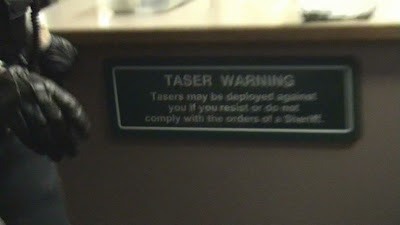 TASER WARNING
Tasers may be deployed against
you if you resist or do not
comply with the orders of a Sheriff.